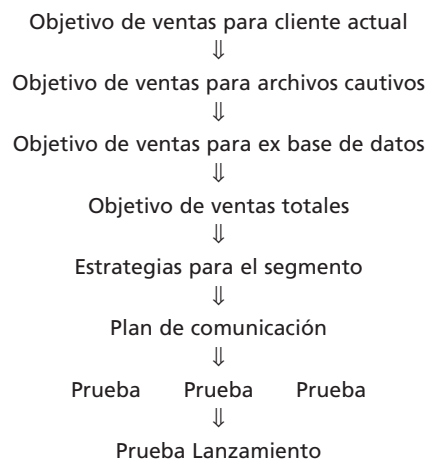 Objetivo de ventas para cliente actual
⇓
Objetivo de ventas para archivos cautivos
⇓
Objetivo de ventas para ex base de datos
⇓
Objetivo de ventas totales
⇓
Estrategias para el segmento
⇓
Plan de comunicación
⇓
Prueba Prueba Prueba
⇓
Prueba Lanzamiento